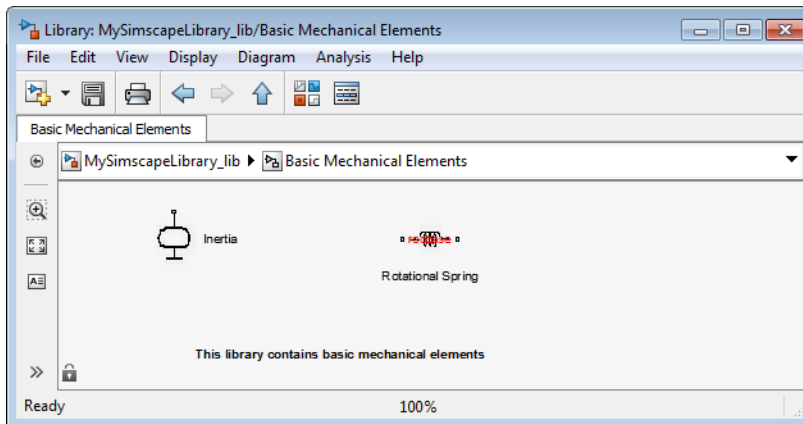 Library: MySimscapeLibrary_lib/Basic Mechanical Elements
File Edit View Display Diagram Analysis Help
Basic Mechanical Elements
MySimscapeLibrary_lib Basic Mechanical Elements
Inertia
Rotational Spring
This library contains basic mechanical elements
Ready 100%